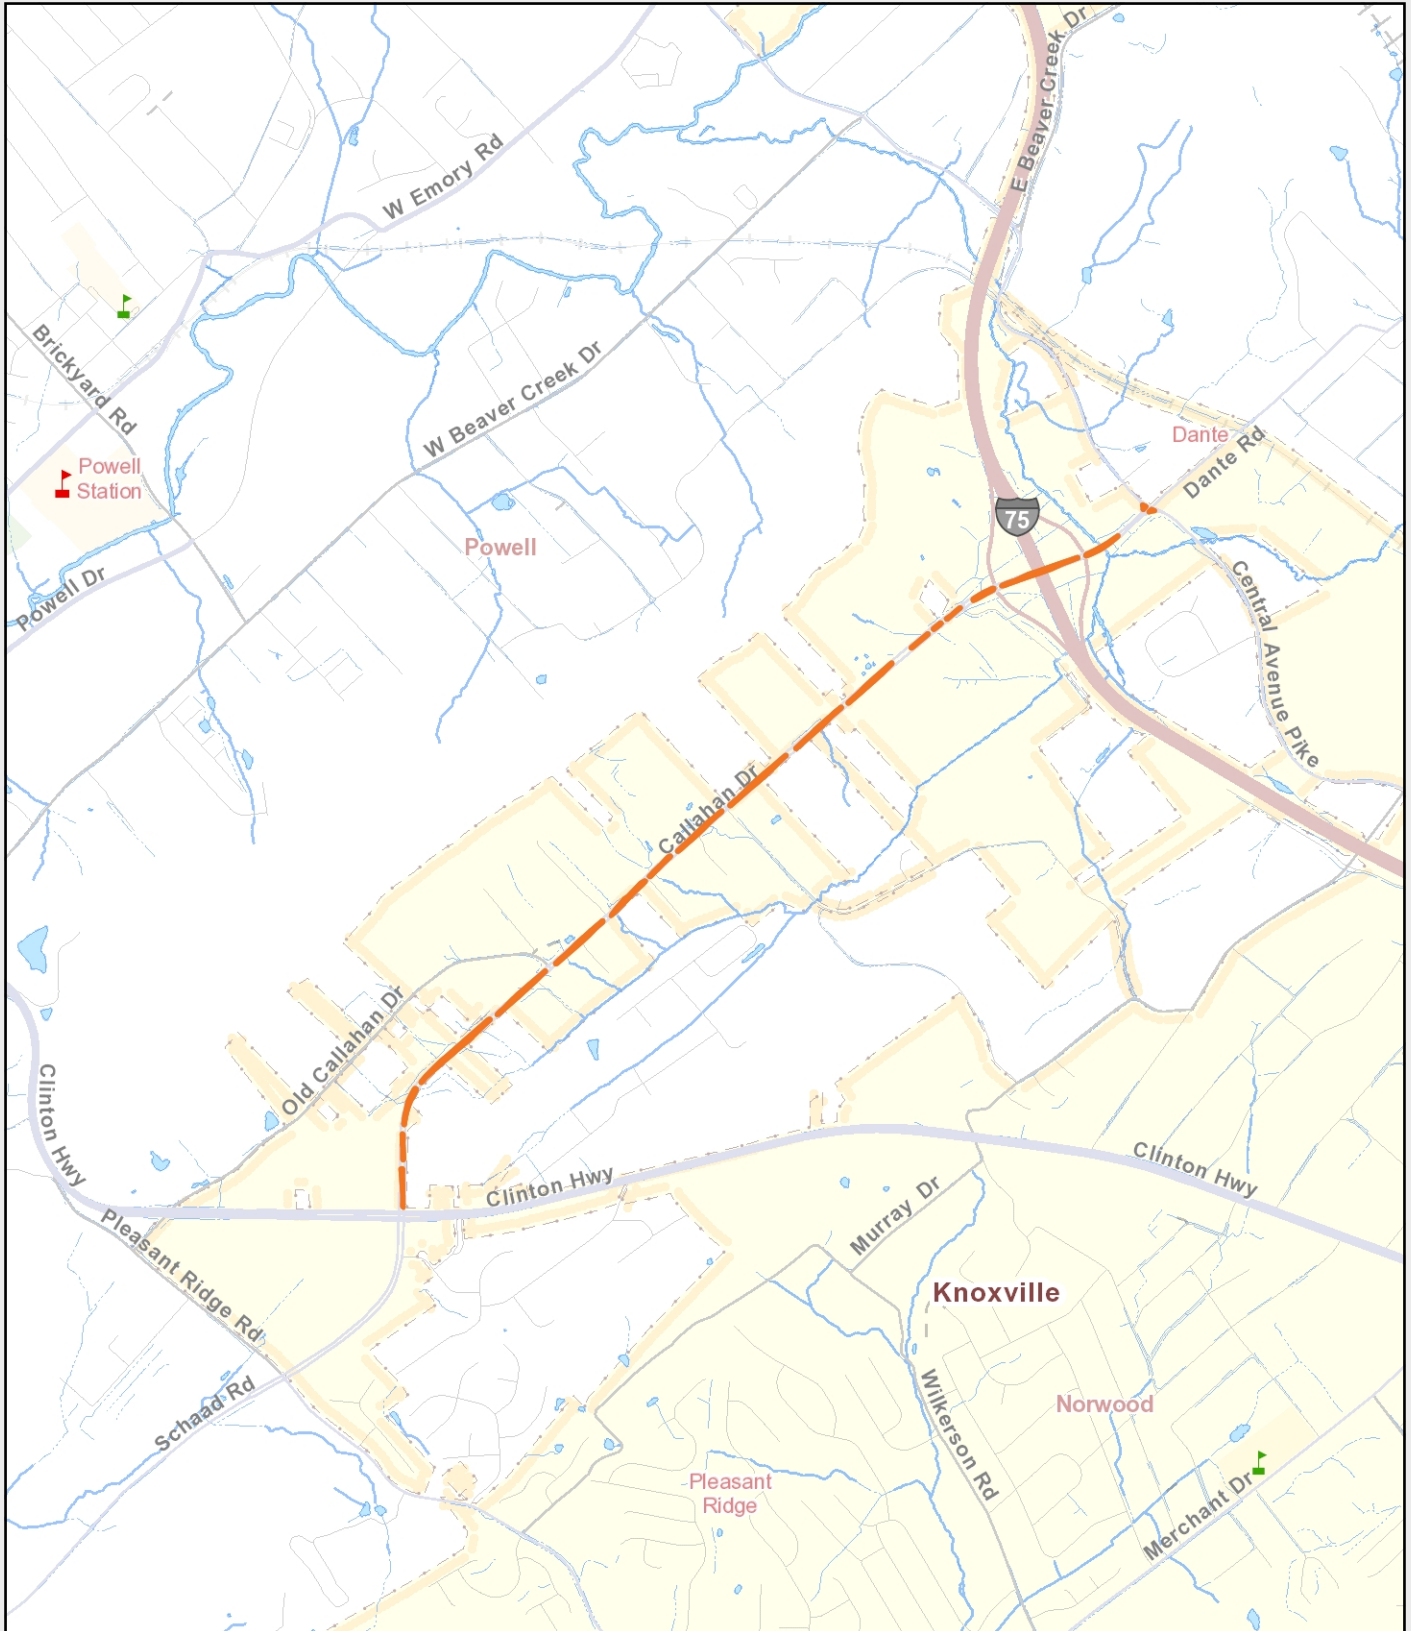 E Beaver Creek Dr
W Emory Rd
Brickyard Rd
W Beaver Creek Dr
Dante
Dante Rd
Powell
Station
75
Powell
Powell Dr
Central Avenue Pike
Callahan Dr
Old Callahan Dr
Clinton Hwy
Clinton Hwy
Clinton Hwy
Murray Dr
Pleasant Ridge Rd
Knoxville
Schaad Rd
Wilkerson Rd
Norwood
Pleasant
Ridge
Merchant Dr